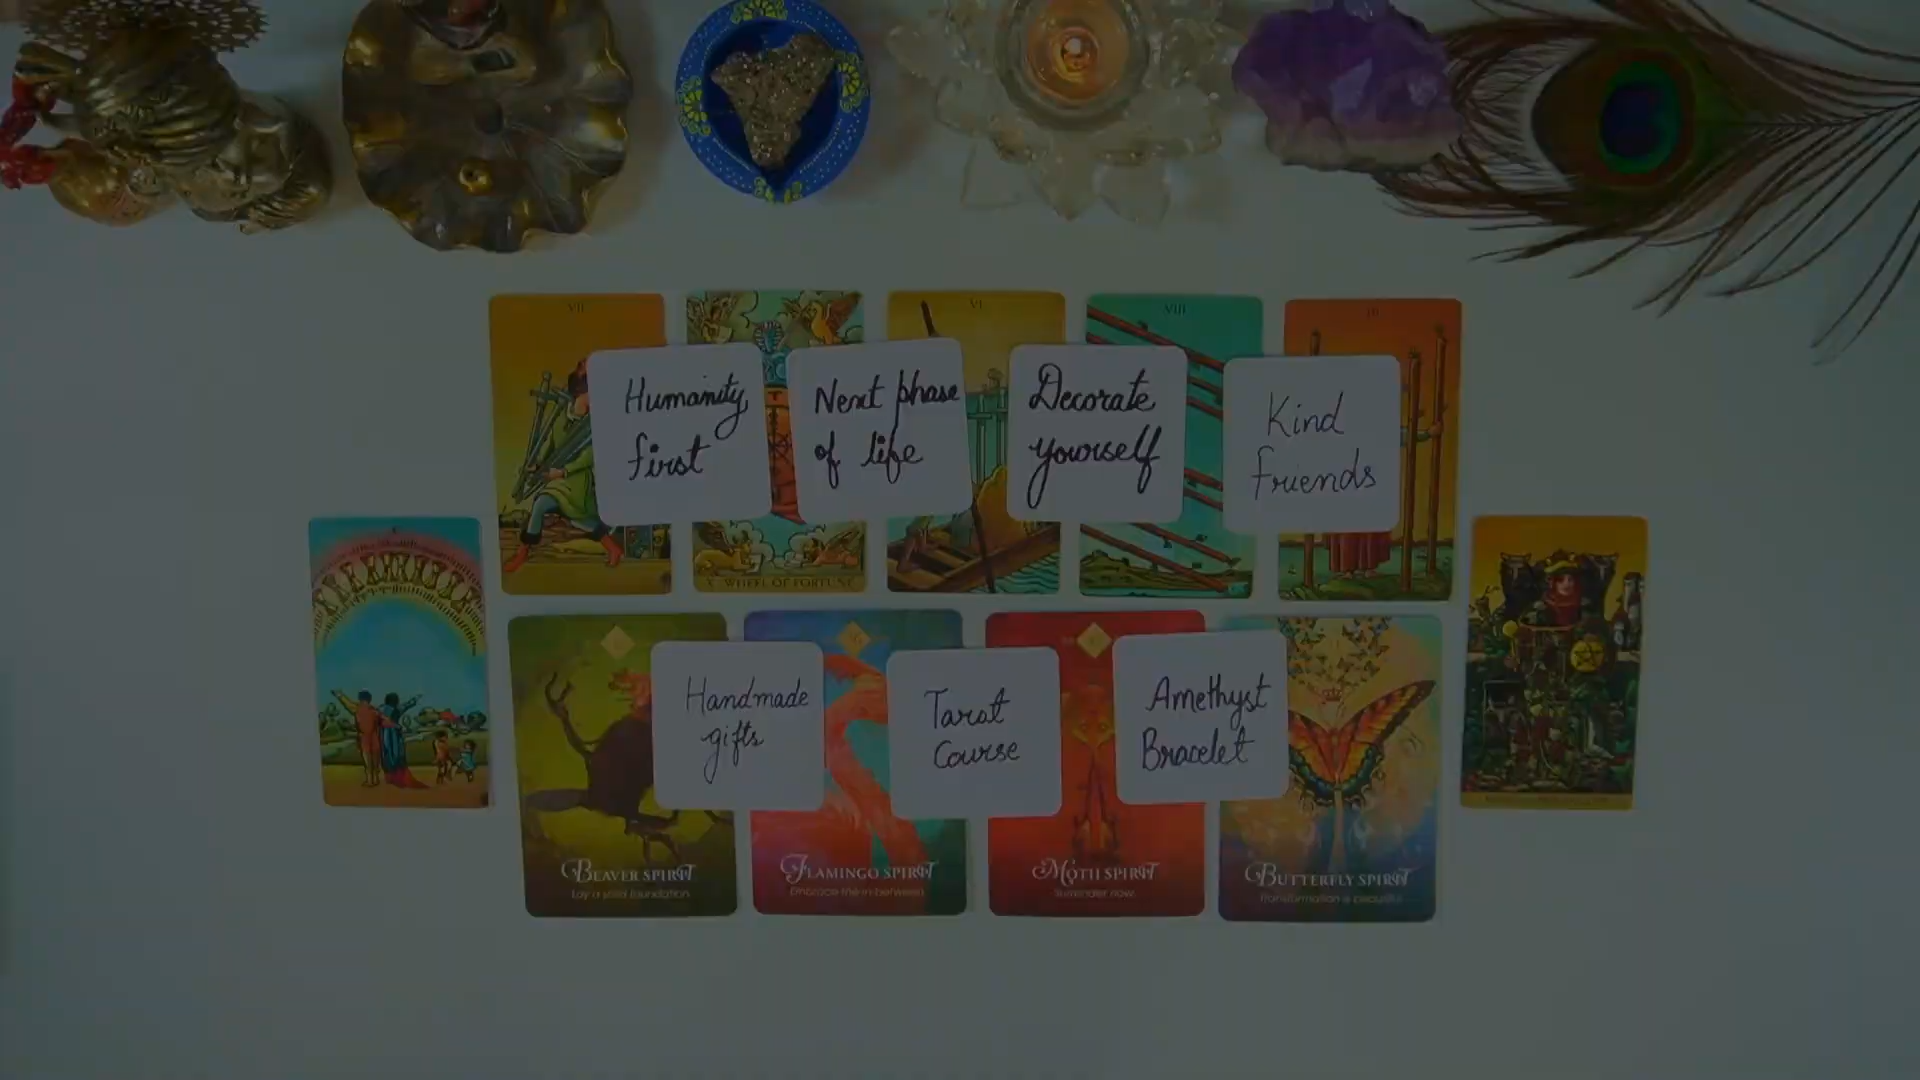 VII
VI
VIII
III
Humanity
first
Next phase
of life
Decorate
yourself
Kind
friends
X · WHEEL OF FORTUNE
X
Handmade
gifts
Tarot
Course
Amethyst
Bracelet
BEAVER SPIRIT
Lay a solid foundation.
FLAMINGO SPIRIT
Embrace the in-between.
MOTH SPIRIT
Surrender now.
BUTTERFLY SPIRIT
Transformation is beautiful.